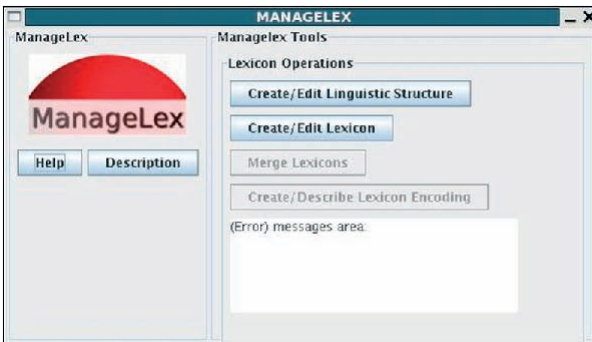 MANAGELEX
ManageLex
ManageLex
Help
Description
Managelex Tools
Lexicon Operations
Create/Edit Linguistic Structure
Create/Edit Lexicon
Merge Lexicons
Create/Describe Lexicon Encoding
(Error) messages area: